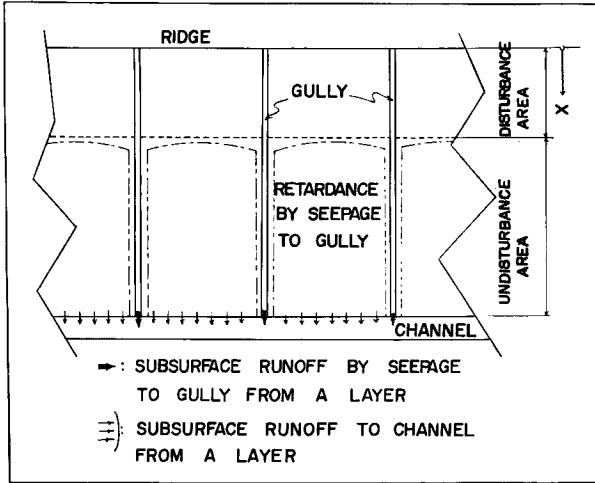 RIDGE
GULLY
DISTURBANCE
AREA
X
RETARDANCE
BY SEEPAGE
TO GULLY
UNDISTURBANCE
AREA
CHANNEL
: SUBSURFACE RUNOFF BY SEEPAGE
TO GULLY FROM A LAYER
: SUBSURFACE RUNOFF TO CHANNEL
FROM A LAYER